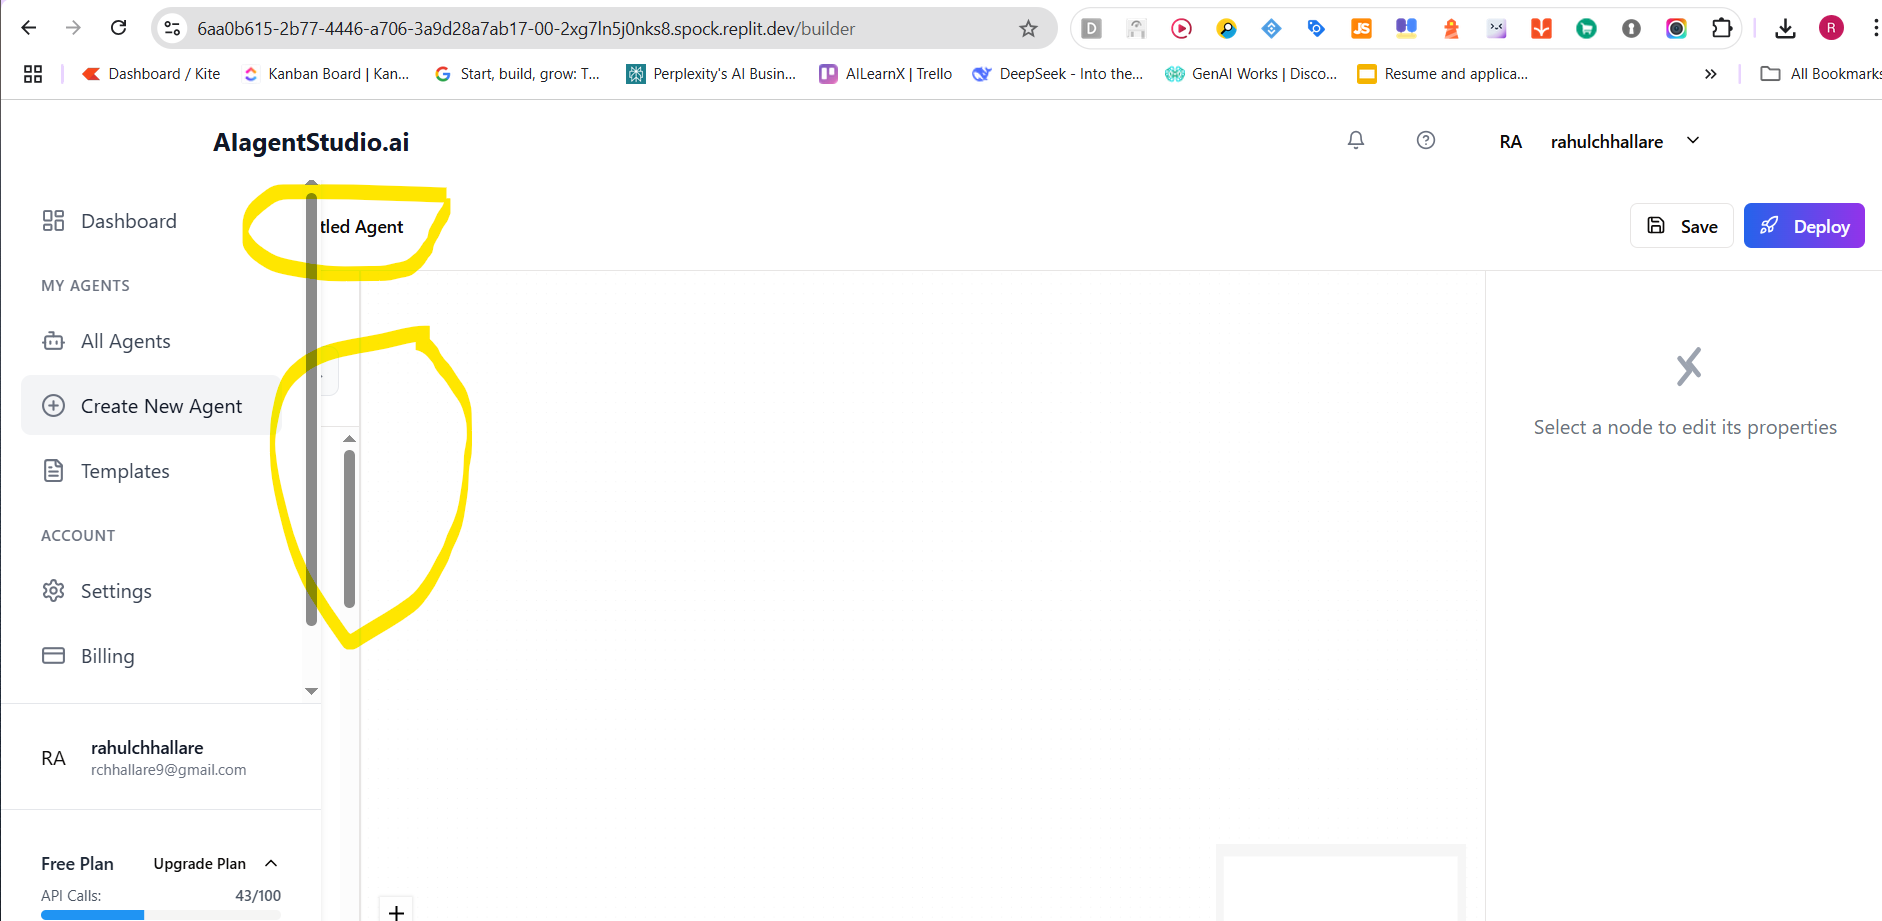 6aa0b615-2b77-4446-a706-3a9d28a7ab17-00-2xg7ln5j0nks8.spock.replit.dev/builder
D
JS
R
Dashboard / Kite
Kanban Board | Kan...
G
Start, build, grow: T...
Perplexity's AI Busin...
AILearnX | Trello
DeepSeek - Into the...
GenAI Works | Disco...
Resume and applica...
»
All Bookmarks
AIagentStudio.ai
RA
rahulchhallare
Dashboard
tled Agent
Save
Deploy
MY AGENTS
All Agents
Create New Agent
Templates
ACCOUNT
Settings
Billing
Select a node to edit its properties
RA
rahulchhallare
rchhallare9@gmail.com
Free Plan
Upgrade Plan
API Calls:
43/100
+